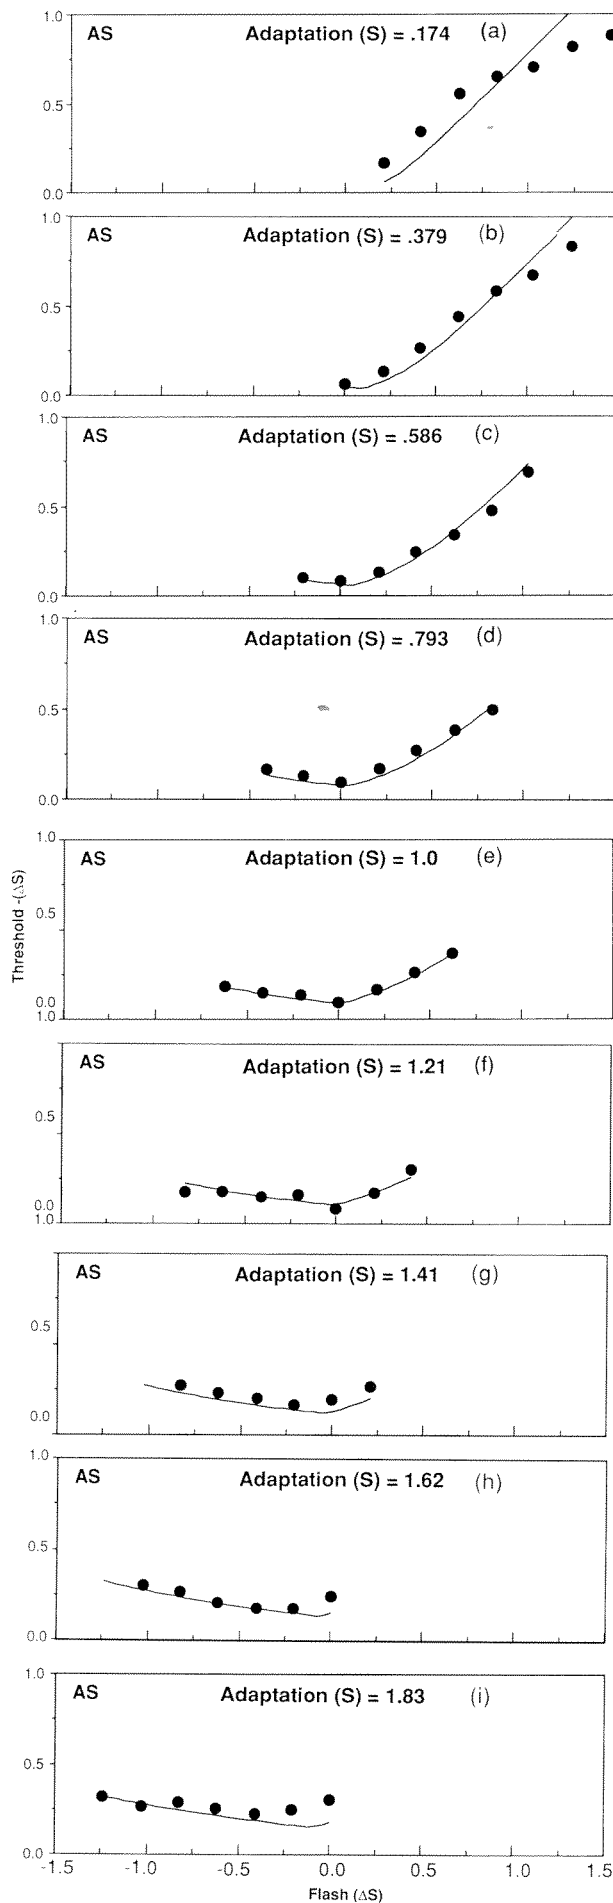 AS Adaptation (S) = .174 (a)
1.0
0.5
0.0
AS Adaptation (S) = .379 (b)
1.0
0.5
0.0
AS Adaptation (S) = .586 (c)
1.0
0.5
0.0
AS Adaptation (S) = .793 (d)
1.0
0.5
0.0
AS Adaptation (S) = 1.0 (e)
1.0
0.5
0.0
Threshold -(ΔS)
AS Adaptation (S) = 1.21 (f)
1.0
0.5
0.0
AS Adaptation (S) = 1.41 (g)
1.0
0.5
0.0
AS Adaptation (S) = 1.62 (h)
1.0
0.5
0.0
AS Adaptation (S) = 1.83 (i)
1.0
0.5
0.0
-1.5 -1.0 -0.5 0.0 0.5 1.0 1.5
Flash (ΔS)